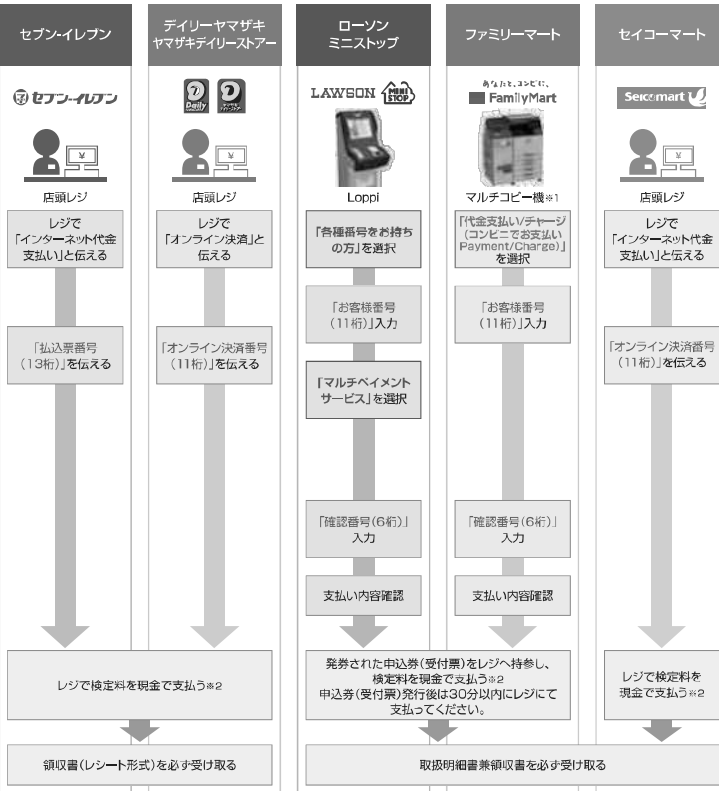 セブン-イレブン
セブン-イレブン
店頭レジ
レジで
「インターネット代金
支払い」と伝える
「払込票番号
(13桁)」を伝える
デイリーヤマザキ
ヤマザキデイリーストアー
Daily
店頭レジ
レジで
「オンライン決済」と
伝える
「オンライン決済番号
(11桁)」を伝える
レジで検定料を現金で支払う※2
領収書(レシート形式)を必ず受け取る
ローソン
ミニストップ
LAWSON
MINI
STOP
Loppi
「各種番号をお持ち
の方」を選択
「お客様番号
(11桁)」入力
「マルチペイメント
サービス」を選択
「確認番号(6桁)」
入力
支払い内容確認
ファミリーマート
あなたと、コンビに、
FamilyMart
マルチコピー機※1
「代金支払い/チャージ
(コンビニでお支払い
Payment/Charge)」
を選択
「お客様番号
(11桁)」入力
「確認番号(6桁)」
入力
支払い内容確認
発券された申込券(受付票)をレジへ持参し、
検定料を現金で支払う※2
申込券(受付票)発行後は30分以内にレジにて
支払ってください。
セイコーマート
Seicomart
店頭レジ
レジで
「インターネット代金
支払い」と伝える
「オンライン決済番号
(11桁)」を伝える
レジで検定料を
現金で支払う※2
取扱明細書兼領収書を必ず受け取る